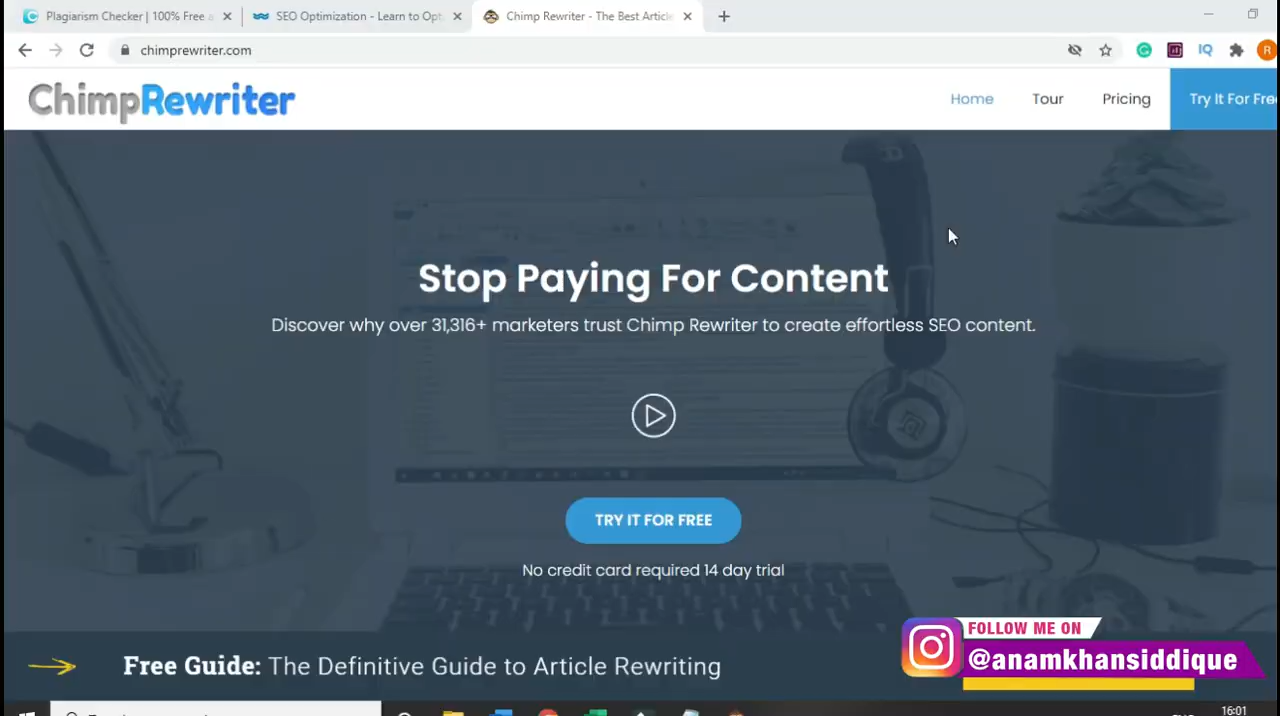 Plagiarism Checker | 100% Free a
SEO Optimization - Learn to Opt
Chimp Rewriter - The Best Article
chimprewriter.com
IQ
R
ChimpRewriter
Home
Tour
Pricing
Try It For Free
Stop Paying For Content
Discover why over 31,316+ marketers trust Chimp Rewriter to create effortless SEO content.
TRY IT FOR FREE
No credit card required 14 day trial
FOLLOW ME ON
@anamkhansiddique
Free Guide: The Definitive Guide to Article Rewriting
16:01